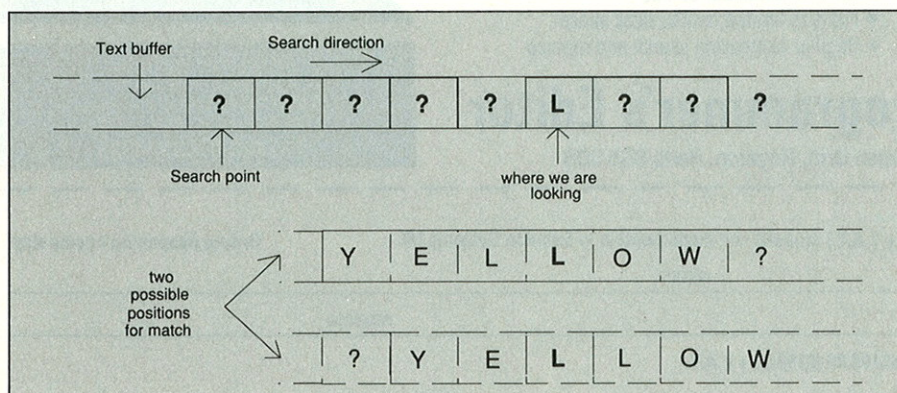 Text buffer
Search direction
? ? ? ? ? L ? ? ?
Search point
where we are
looking
Y E L L O W ?
two
possible
positions
for match
? Y E L L O W